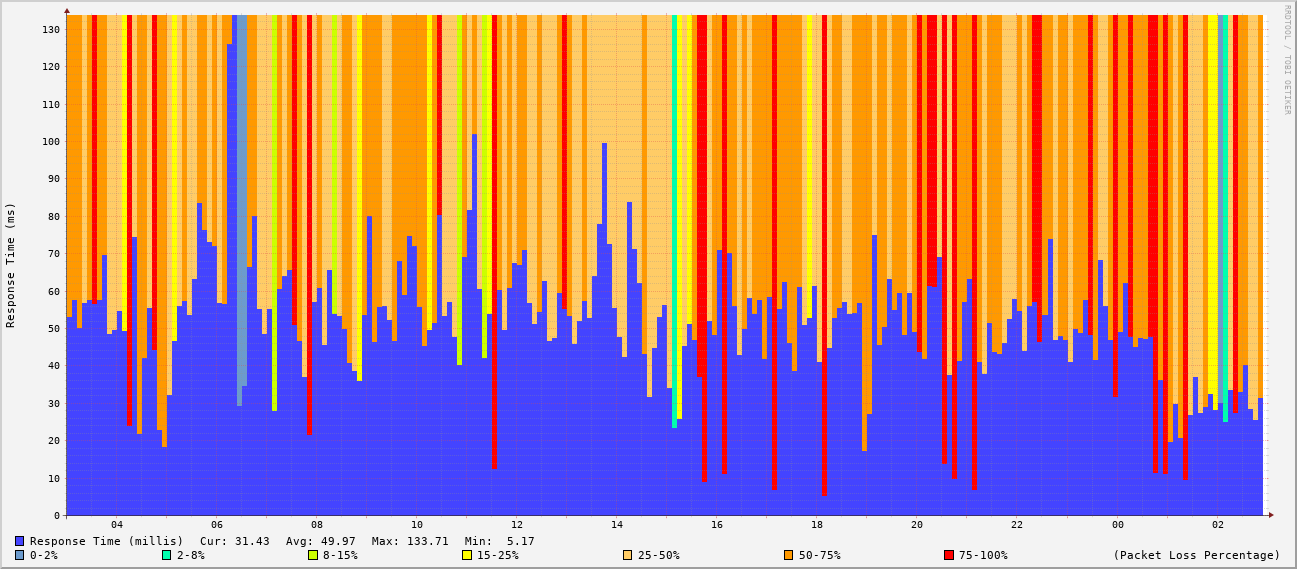 RRDTOOL / TOBI OETIKER
Response Time (ms)
130
120
110
100
90
80
70
60
50
40
30
20
10
0
04 06 08 10 12 14 16 18 20 22 00 02
Response Time (millis) Cur: 31.43 Avg: 49.97 Max: 133.71 Min: 5.17
0-2% 2-8% 8-15% 15-25% 25-50% 50-75% 75-100% (Packet Loss Percentage)